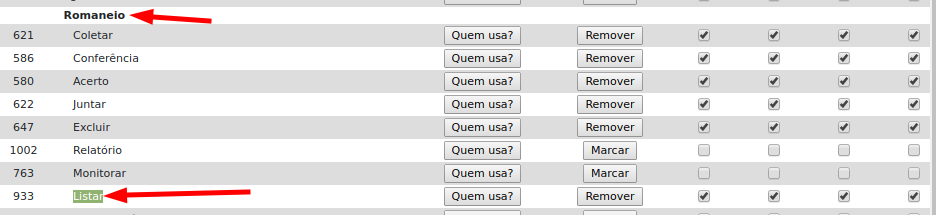 Romaneio
621 Coletar Quem usa? Remover
586 Conferência Quem usa? Remover
580 Acerto Quem usa? Remover
622 Juntar Quem usa? Remover
647 Excluir Quem usa? Remover
1002 Relatório Quem usa? Marcar
763 Monitorar Quem usa? Marcar
933 Listar Quem usa? Remover